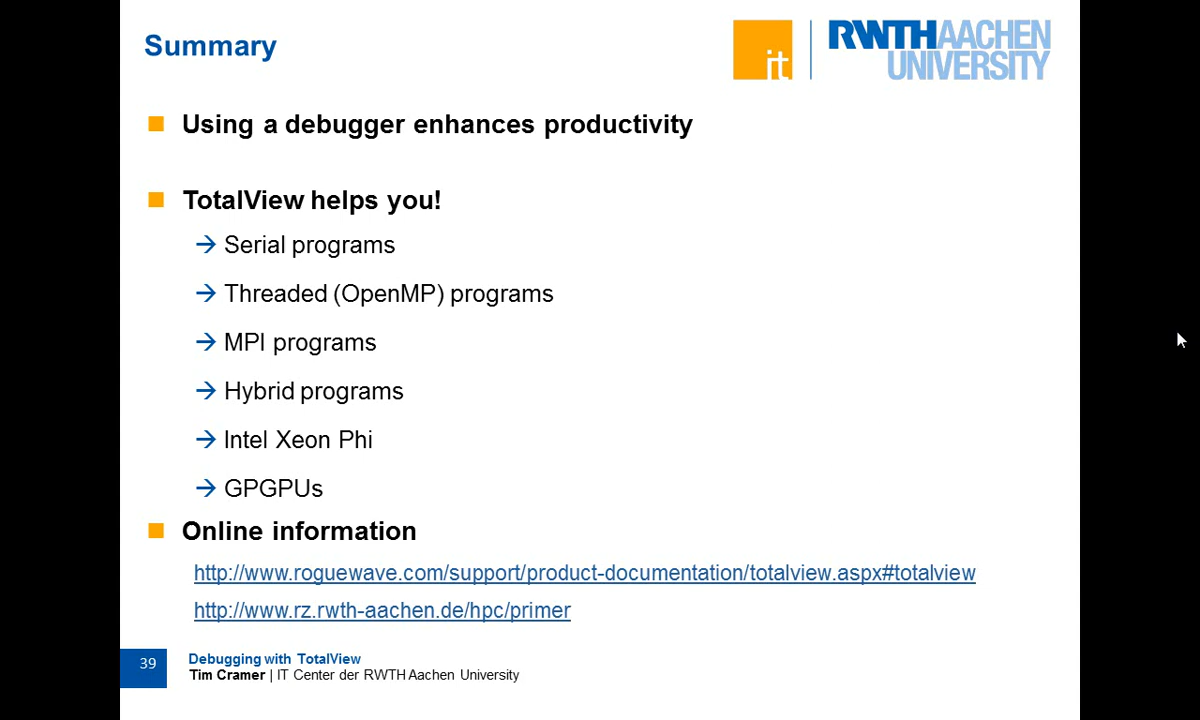 Summary
it
RWTHAACHEN
UNIVERSITY
Using a debugger enhances productivity
TotalView helps you!
→ Serial programs
→ Threaded (OpenMP) programs
→ MPI programs
→ Hybrid programs
→ Intel Xeon Phi
→ GPGPUs
Online information
http://www.roguewave.com/support/product-documentation/totalview.aspx#totalview
http://www.rz.rwth-aachen.de/hpc/primer
39
Debugging with TotalView
Tim Cramer | IT Center der RWTH Aachen University